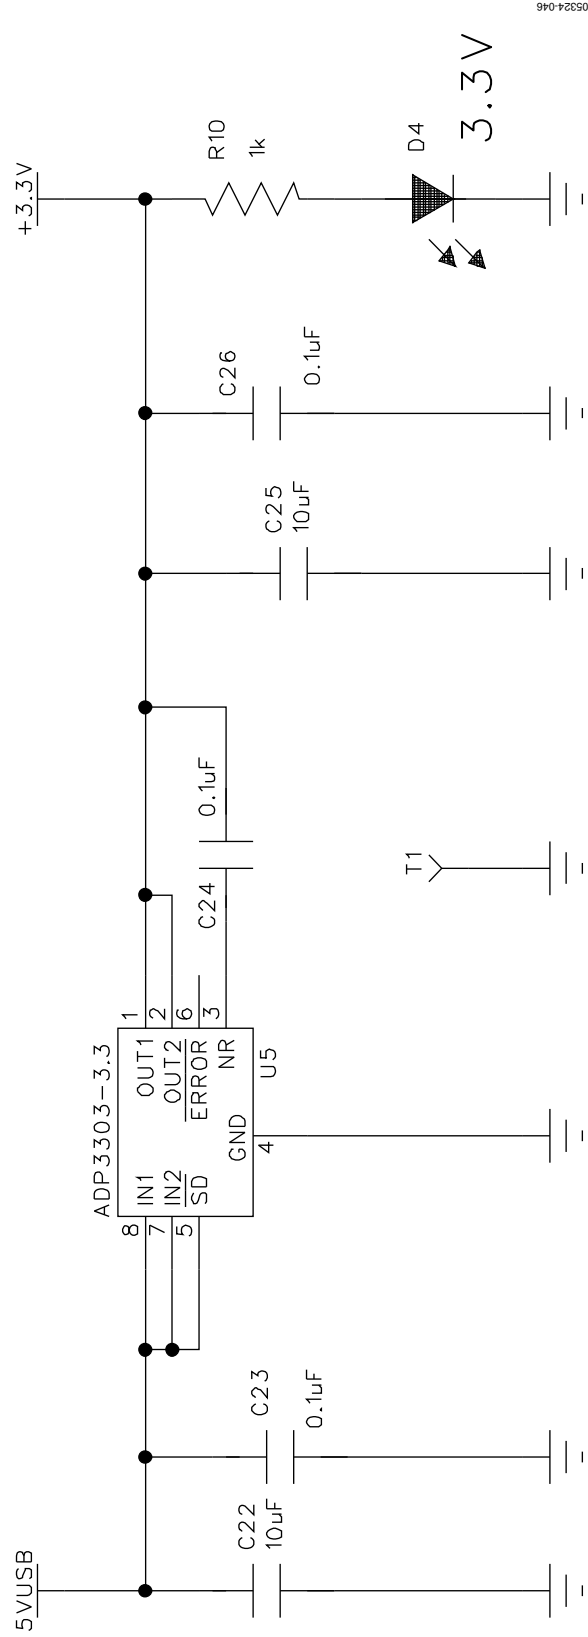 5VUSB
C22
10uF
C23
0.1uF
ADP3303-3.3
8
IN1
7
IN2
5
SD
GND
4
OUT1
1
OUT2
2
ERROR
6
NR
3
U5
C24
0.1uF
T1
C25
10uF
C26
0.1uF
+3.3V
R10
1k
D4
3.3V
05324-046